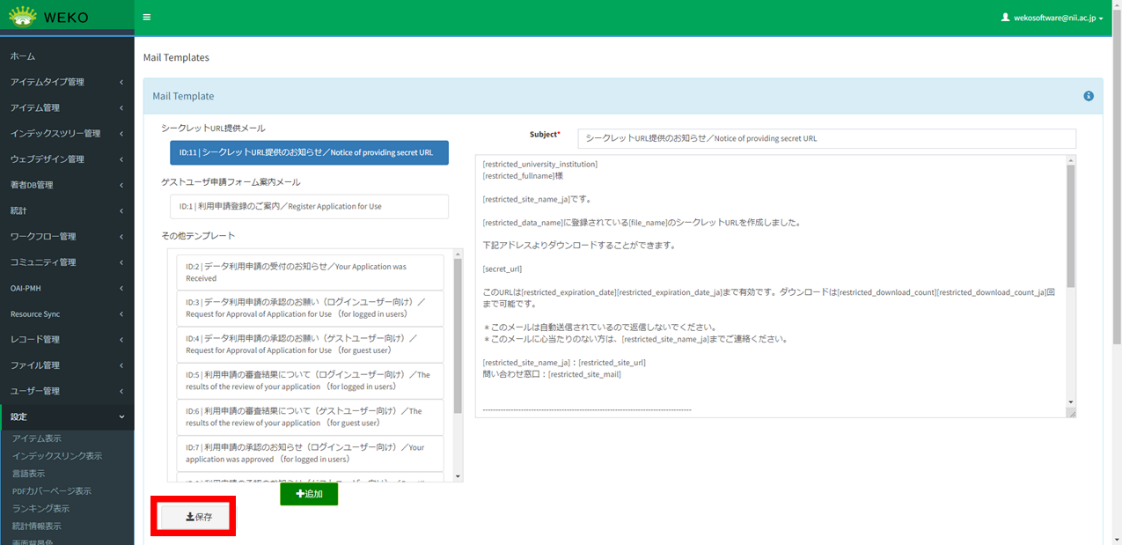 WEKO
wekosoftware@nii.ac.jp
ホーム
アイテムタイプ管理
アイテム管理
インデックスツリー管理
ウェブデザイン管理
著者DB管理
統計
ワークフロー管理
コミュニティ管理
OAI-PMH
Resource Sync
レコード管理
ファイル管理
ユーザー管理
設定
アイテム表示
インデックスリンク表示
言語表示
PDFカバーページ表示
ランキング表示
統計情報表示
画面背景色
Mail Templates
Mail Template
シークレットURL提供メール
ID:11 | シークレットURL提供のお知らせ／Notice of providing secret URL
ゲストユーザ申請フォーム案内メール
ID:1 | 利用申請登録のご案内／Register Application for Use
その他テンプレート
ID:2 | データ利用申請の受付のお知らせ／Your Application was
Received
ID:3 | データ利用申請の承認のお願い（ログインユーザー向け）／
Request for Approval of Application for Use （for logged in users）
ID:4 | データ利用申請の承認のお願い（ゲストユーザー向け）／
Request for Approval of Application for Use （for guest user）
ID:5 | 利用申請の審査結果について（ログインユーザー向け）／The
results of the review of your application （for logged in users）
ID:6 | 利用申請の審査結果について（ゲストユーザー向け）／The
results of the review of your application （for guest user）
ID:7 | 利用申請の承認のお知らせ（ログインユーザー向け）／Your
application was approved （for logged in users）
追加
保存
Subject*
シークレットURL提供のお知らせ／Notice of providing secret URL
[restricted_university_institution]
[restricted_fullname]様
[restricted_site_name_ja]です。
[restricted_data_name]に登録されている[file_name]のシークレットURLを作成しました。
下記アドレスよりダウンロードすることができます。
[secret_url]
このURLは[restricted_expiration_date][restricted_expiration_date_ja]まで有効です。ダウンロードは[restricted_download_count][restricted_download_count_ja]回
まで可能です。
＊このメールは自動送信されているので返信しないでください。
＊このメールに心当たりのない方は、[restricted_site_name_ja]までご連絡ください。
[restricted_site_name_ja]：[restricted_site_url]
問い合わせ窓口：[restricted_site_mail]
----------------------------------------------------------------------------------